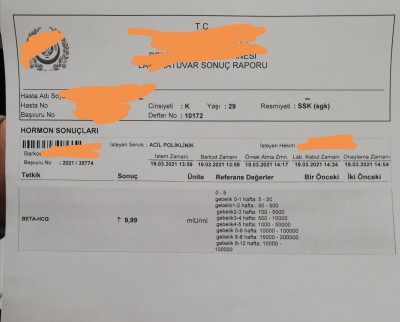 T.C
NESİ
LABORATUVAR SONUÇ RAPORU
Hasta Adı Soya
Hasta No Cinsiyeti : K Yaşı : 29 Resmiyeti : SSK (sgk)
Başvuru No Defter No : 10172
HORMON SONUÇLARI
İsteyen Servis : ACİL POLİKLİNİK İsteyen Hekim
Barkod
İşlem Zamanı Barkod Zamanı Örnek Alma Zmn. Lab. Kabul Zamanı Onaylama Zamanı
Başvuru No : 2021 / 35774 19.03.2021 13:59 19.03.2021 13:59 19.03.2021 14:17 19.03.2021 14:34 19.03.2021 14:54
Tetkik Sonuç Ünite Referans Değerler Bir Önceki İki Önceki
0 - 5
gebelik 0-1 hafta: 5 - 50
gebelik1-2 hafta : 50 - 500
gebelik2-3 hafta: 100 - 5000
BETA-HCG ↑ 9,99 mIU/ml gebelik3-4 hafta: 500 - 10000
gebelik4-5 hafta: 1000 - 50000
gebelik 5-6 hafta : 10000 - 100000
gebelik 6-8 hafta : 15000 - 200000
gebelik 8-12 hafta : 10000 -
100000